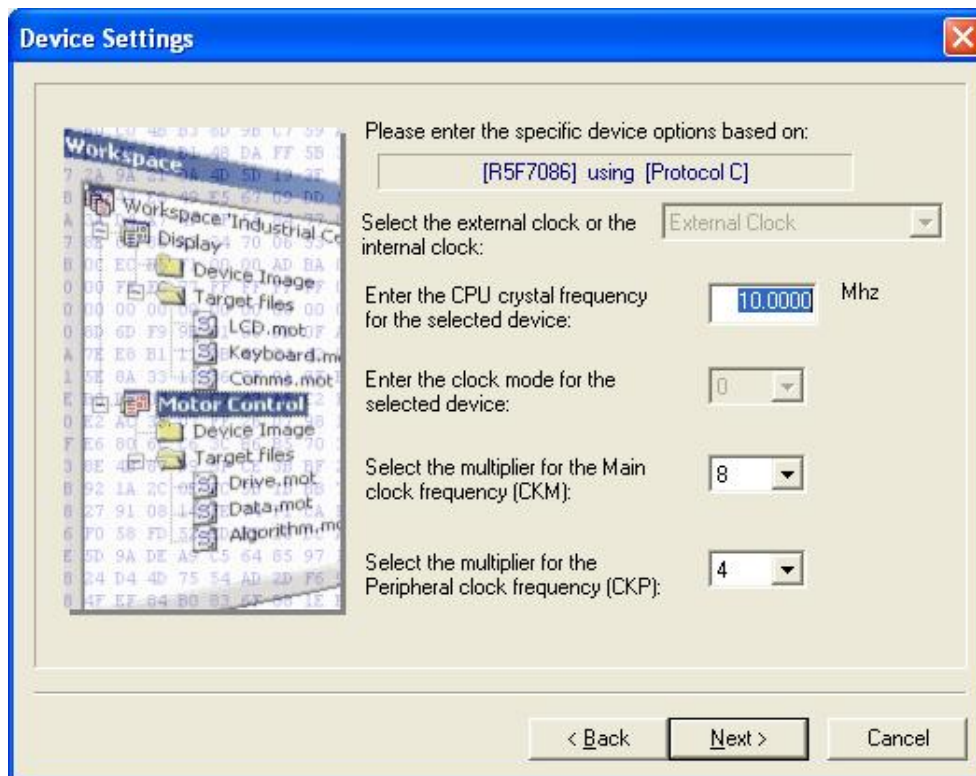 Device Settings
Workspace
Workspace 'Industrial Co
Display
Device Image
Target files
LCD.mot
Keyboard.m
Comms.mot
Motor Control
Device Image
Target files
Drive.mot
Data.mot
Algorithm.m
Please enter the specific device options based on:
[R5F7086] using [Protocol C]
Select the external clock or the
internal clock:
External Clock
Enter the CPU crystal frequency
for the selected device:
10.0000 Mhz
Enter the clock mode for the
selected device:
0
Select the multiplier for the Main
clock frequency (CKM):
8
Select the multiplier for the
Peripheral clock frequency (CKP):
4
< Back
Next >
Cancel